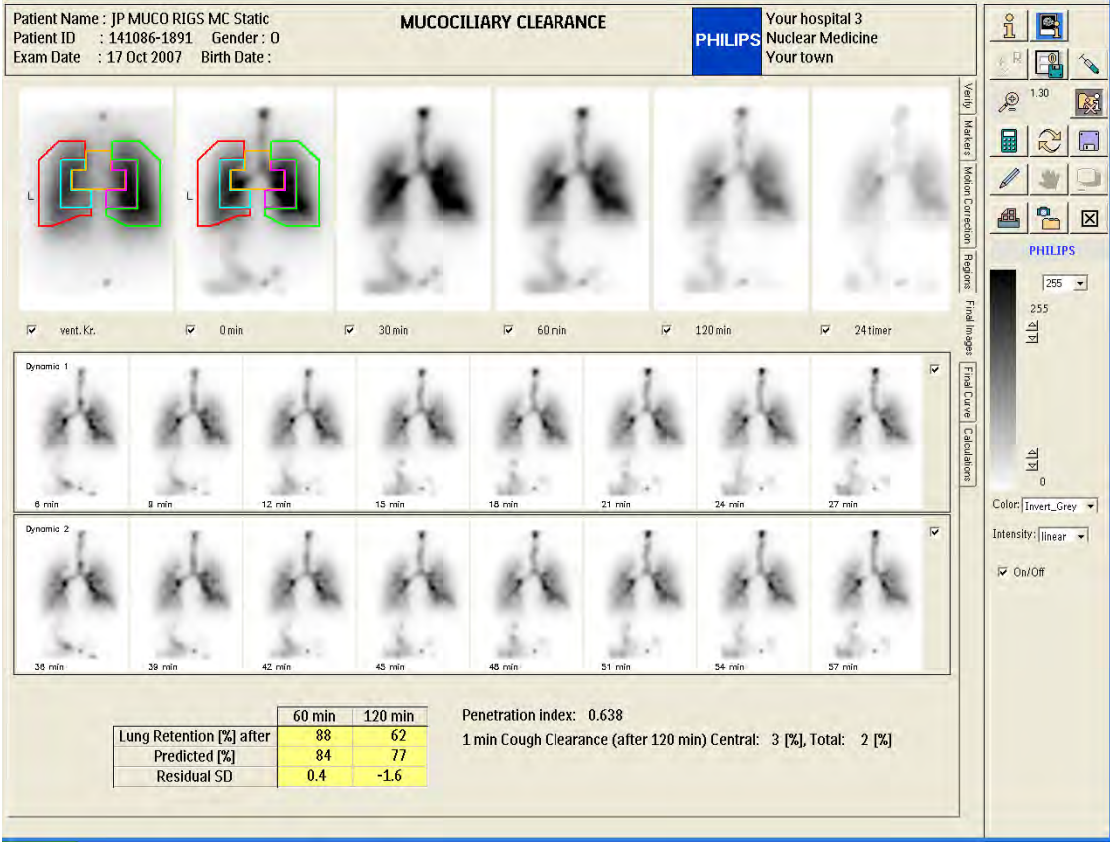 Patient Name : JP MUCO RIGS MC Static
Patient ID : 141086-1891 Gender : O
Exam Date : 17 Oct 2007 Birth Date :
MUCOCILIARY CLEARANCE
PHILIPS
Your hospital 3
Nuclear Medicine
Your town
L
L
vent. Kr.
0 min
30 min
60 min
120 min
24 timer
Dynamic 1
6 min
9 min
12 min
15 min
18 min
21 min
24 min
27 min
Dynamic 2
36 min
39 min
42 min
45 min
48 min
51 min
54 min
57 min
60 min 120 min
Lung Retention [%] after 88 62
Predicted [%] 84 77
Residual SD 0.4 -1.6
Penetration index: 0.638
1 min Cough Clearance (after 120 min) Central: 3 [%], Total: 2 [%]
Verify
Markers
Motion Correction
Regions
Final Images
Final Curve
Calculations
R
1.30
PHILIPS
255
255
0
Color: Invert_Grey
Intensity: linear
On/Off